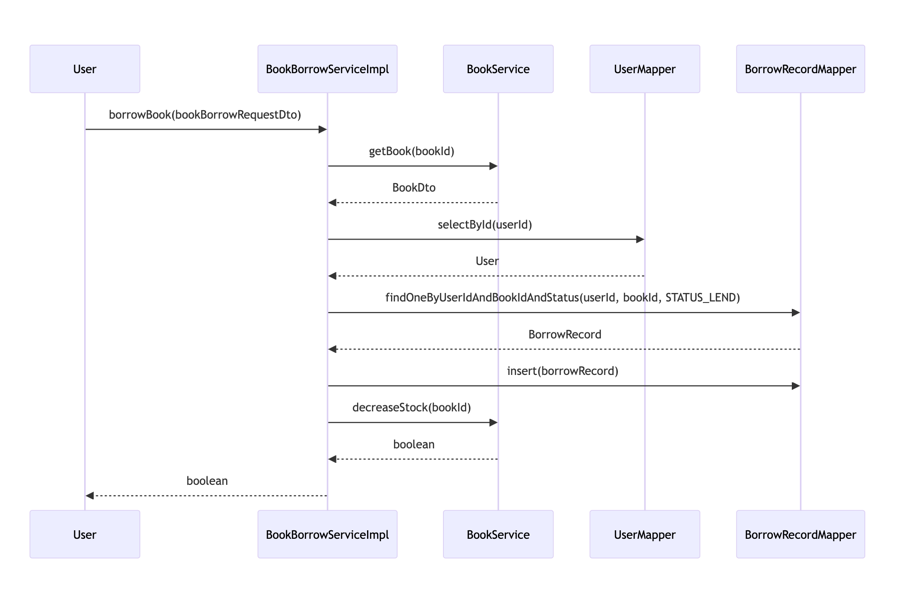 User
BookBorrowServiceImpl
BookService
UserMapper
BorrowRecordMapper
borrowBook(bookBorrowRequestDto)
getBook(bookId)
BookDto
selectById(userId)
User
findOneByUserIdAndBookIdAndStatus(userId, bookId, STATUS_LEND)
BorrowRecord
insert(borrowRecord)
decreaseStock(bookId)
boolean
boolean
User
BookBorrowServiceImpl
BookService
UserMapper
BorrowRecordMapper